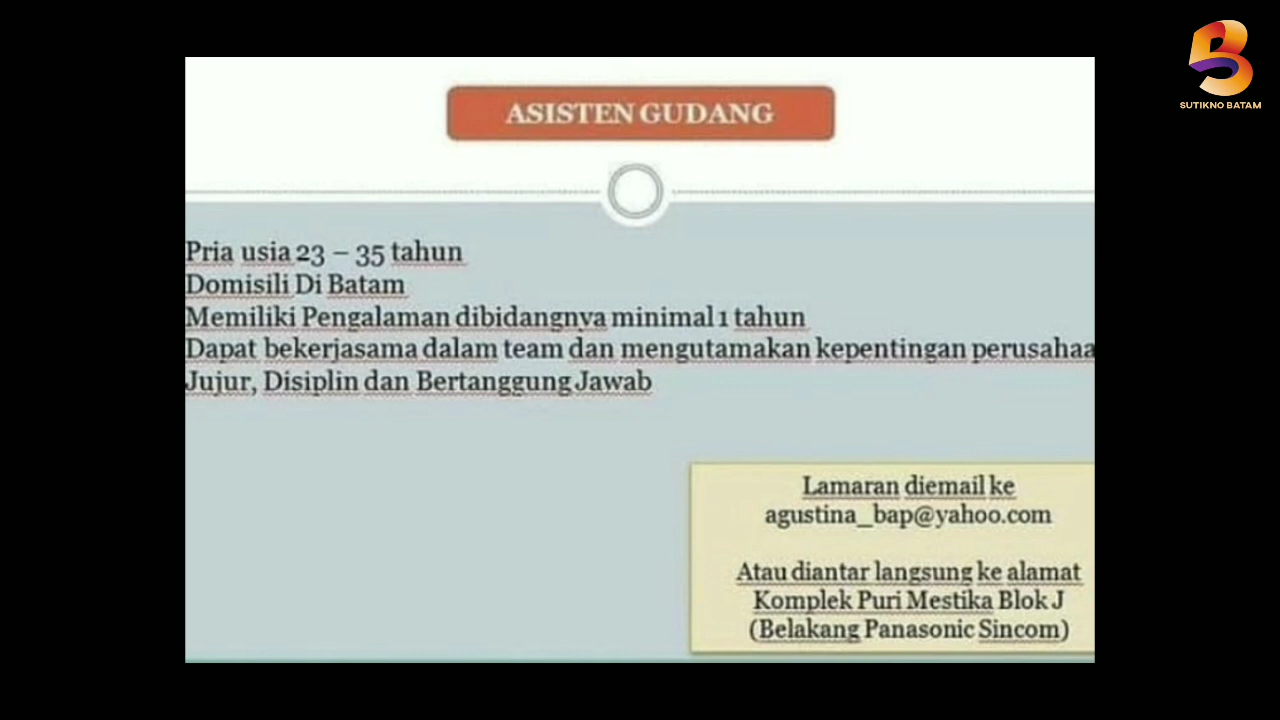 SUTIKNO BATAM
ASISTEN GUDANG
Pria usia 23 – 35 tahun
Domisili Di Batam
Memiliki Pengalaman dibidangnya minimal 1 tahun
Dapat bekerjasama dalam team dan mengutamakan kepentingan perusahaa
Jujur, Disiplin dan Bertanggung Jawab
Lamaran diemail ke
agustina_bap@yahoo.com
Atau diantar langsung ke alamat
Komplek Puri Mestika Blok J
(Belakang Panasonic Sincom)